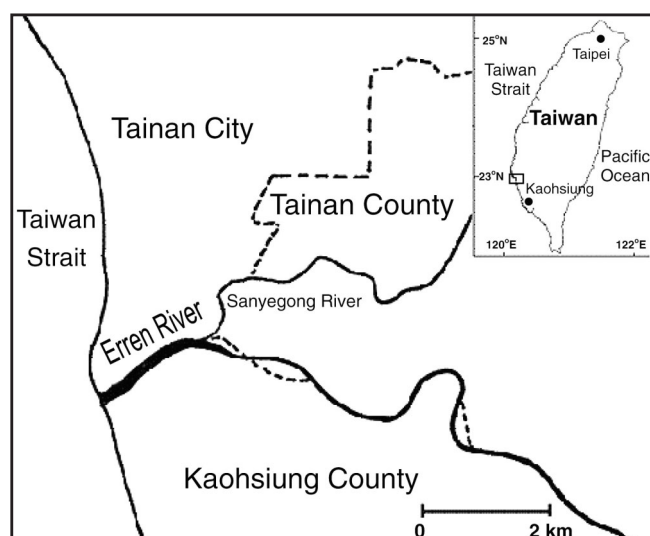 Tainan City
Tainan County
Taiwan
Strait
Sanyegong River
Erren River
Kaohsiung County
0 2 km
25°N
Taipei
Taiwan
Strait
Taiwan
Pacific
Ocean
23°N
Kaohsiung
120°E 122°E